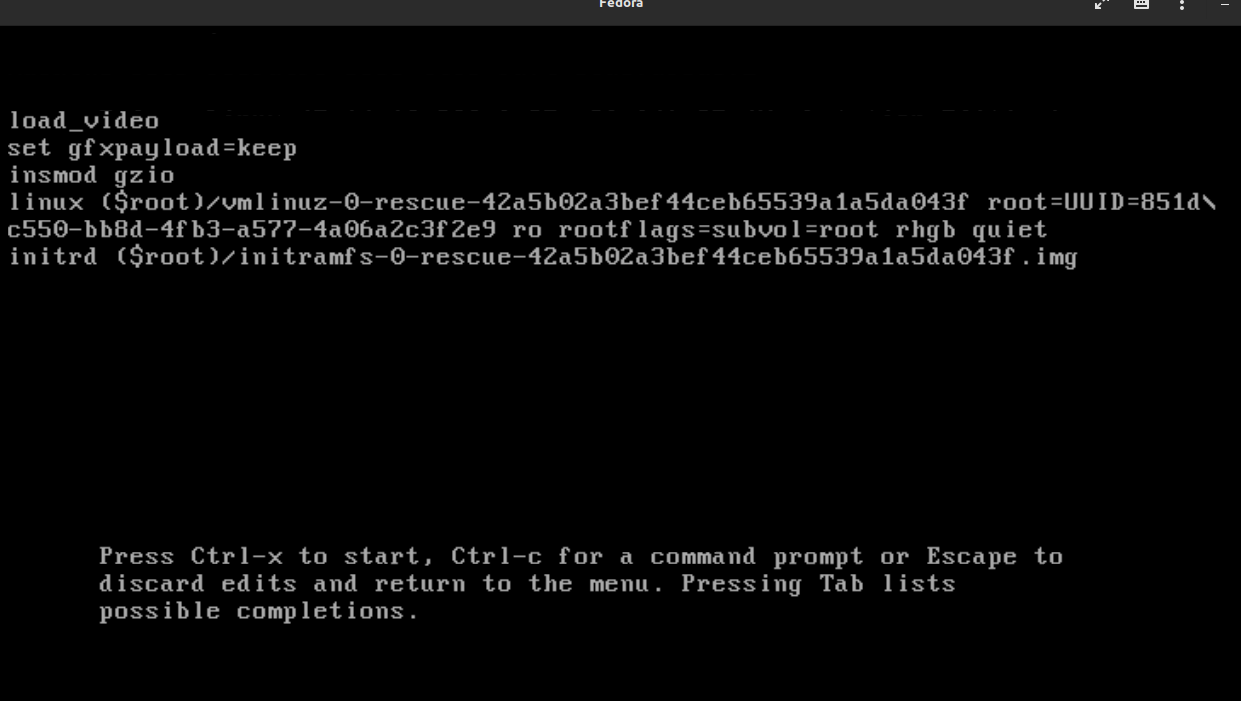 Fedora
load_video
set gfxpayload=keep
insmod gzio
linux ($root)/vmlinuz-0-rescue-42a5b02a3bef44ceb65539a1a5da043f root=UUID=851d\
c550-bb8d-4fb3-a577-4a06a2c3f2e9 ro rootflags=subvol=root rhgb quiet
initrd ($root)/initramfs-0-rescue-42a5b02a3bef44ceb65539a1a5da043f.img
Press Ctrl-x to start, Ctrl-c for a command prompt or Escape to
discard edits and return to the menu. Pressing Tab lists
possible completions.